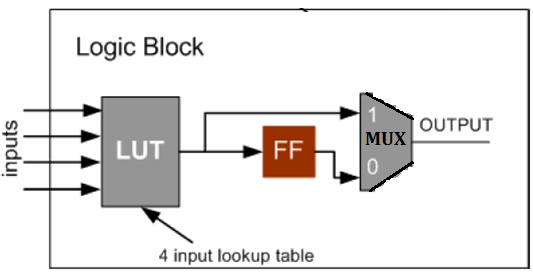 Logic Block
inputs
LUT
FF
1
MUX
0
OUTPUT
4 input lookup table